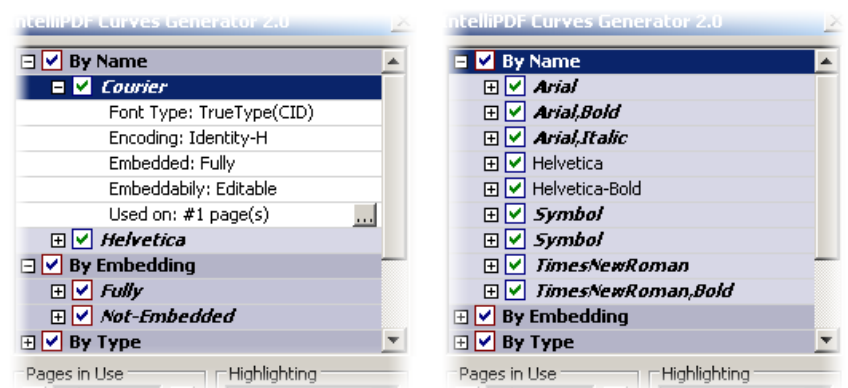 IntelliPDF Curves Generator 2.0
By Name
Courier
Font Type: TrueType(CID)
Encoding: Identity-H
Embedded: Fully
Embeddabily: Editable
Used on: #1 page(s)
...
Helvetica
By Embedding
Fully
Not-Embedded
By Type
Pages in Use
Highlighting
IntelliPDF Curves Generator 2.0
By Name
Arial
Arial,Bold
Arial,Italic
Helvetica
Helvetica-Bold
Symbol
Symbol
TimesNewRoman
TimesNewRoman,Bold
By Embedding
By Type
Pages in Use
Highlighting